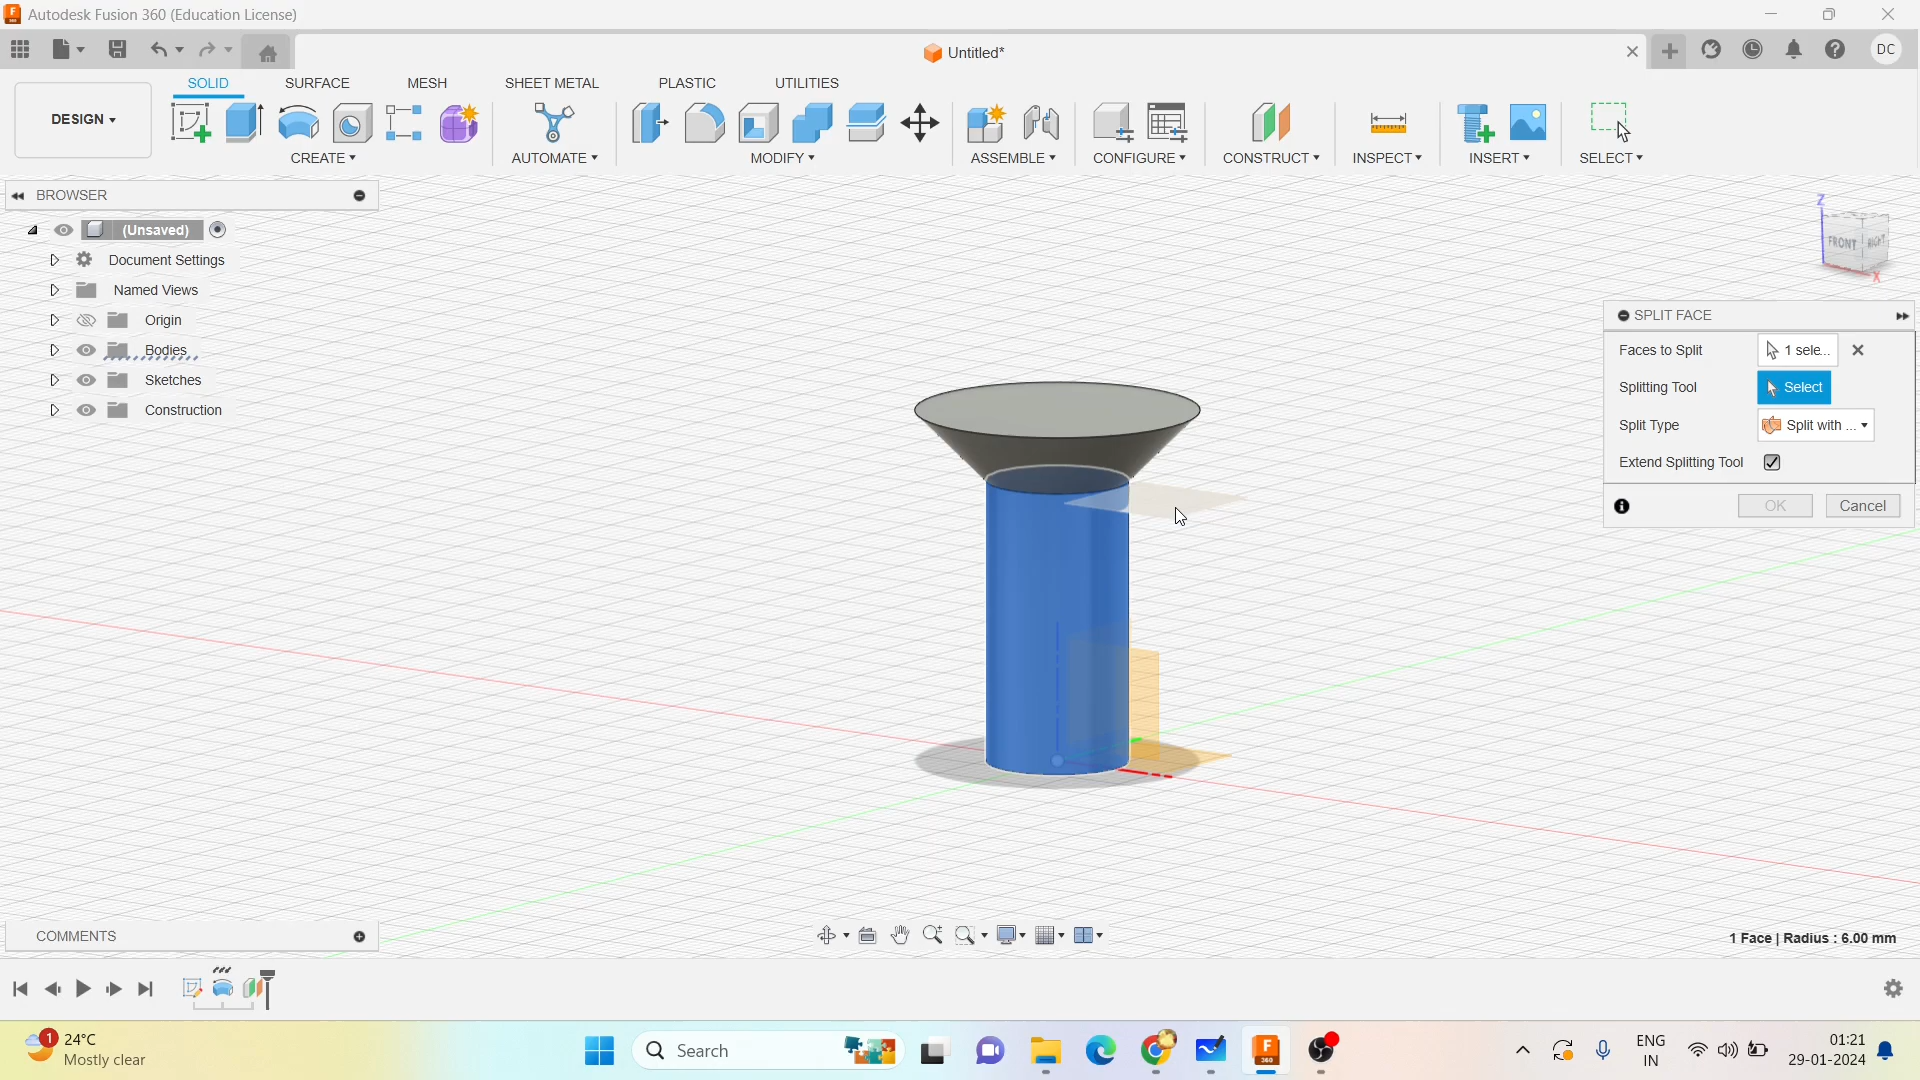 Autodesk Fusion 360 (Education License)
Untitled*
DC
SOLID SURFACE MESH SHEET METAL PLASTIC UTILITIES
DESIGN
CREATE AUTOMATE MODIFY ASSEMBLE CONFIGURE CONSTRUCT INSPECT INSERT SELECT
BROWSER
(Unsaved)
Document Settings
Named Views
Origin
Bodies
Sketches
Construction
Z
FRONT RIGHT
X
SPLIT FACE
Faces to Split 1 sele...
Splitting Tool Select
Split Type Split with ...
Extend Splitting Tool
OK Cancel
COMMENTS
1 Face | Radius : 6.00 mm
1
24°C
Mostly clear
Search
F
360
ENG
IN
01:21
29-01-2024